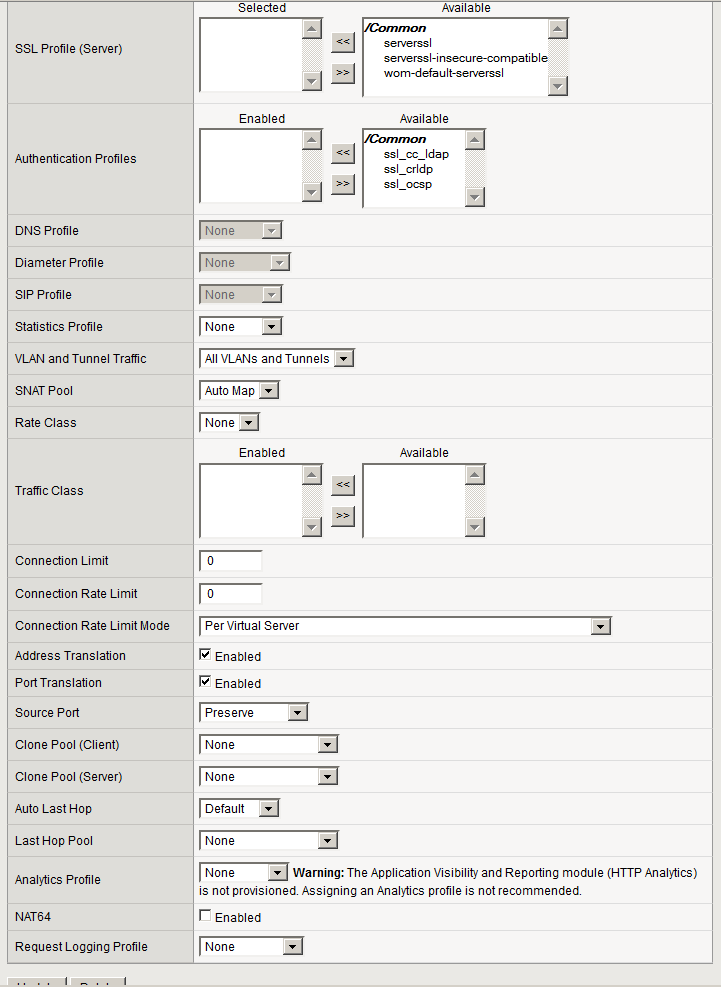 Selected Available
SSL Profile (Server)
<<
>>
/Common
serverssl
serverssl-insecure-compatible
wom-default-serverssl
Enabled Available
Authentication Profiles
<<
>>
/Common
ssl_cc_ldap
ssl_crldp
ssl_ocsp
DNS Profile None
Diameter Profile None
SIP Profile None
Statistics Profile None
VLAN and Tunnel Traffic All VLANs and Tunnels
SNAT Pool Auto Map
Rate Class None
Enabled Available
Traffic Class
<<
>>
Connection Limit 0
Connection Rate Limit 0
Connection Rate Limit Mode Per Virtual Server
Address Translation Enabled
Port Translation Enabled
Source Port Preserve
Clone Pool (Client) None
Clone Pool (Server) None
Auto Last Hop Default
Last Hop Pool None
Analytics Profile None Warning: The Application Visibility and Reporting module (HTTP Analytics)
is not provisioned. Assigning an Analytics profile is not recommended.
NAT64 Enabled
Request Logging Profile None